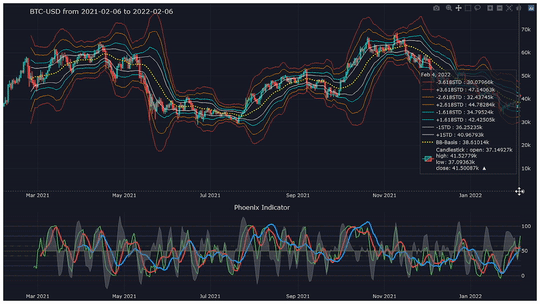 BTC-USD from 2021-02-06 to 2022-02-06
70k
60k
50k
Feb 4, 2022
-3.618STD : 30.07966k
+3.618STD : 47.14063k
-2.618STD : 32.43745k
+2.618STD : 44.78284k
-1.618STD : 34.79524k
+1.618STD : 42.42505k
-1STD : 36.25235k
+1STD : 40.96793k
BB-Basis : 38.61014k
Candlestick : open: 37.14927k
high: 41.52779k
low: 37.09363k
close: 41.50087k ▲
40k
30k
20k
10k
Mar 2021
May 2021
Jul 2021
Sep 2021
Nov 2021
Jan 2022
Phoenix Indicator
100
50
0
Mar 2021
May 2021
Jul 2021
Sep 2021
Nov 2021
Jan 2022